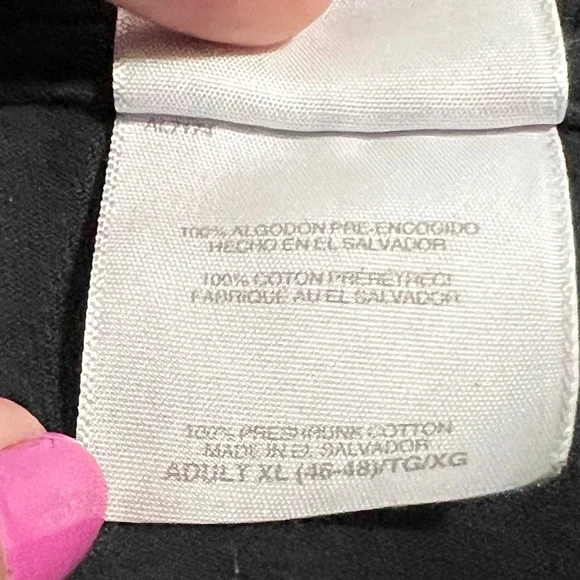 100% ALGODON PRE-ENCOGIDO
HECHO EN EL SALVADOR
100% COTON PRÉRÉYRECI
FABRIQUE AU EL SALVADOR
100% PRESHRUNK COTTON
MADE IN EL SALVADOR
ADULT XL (46-48)/TG/XG